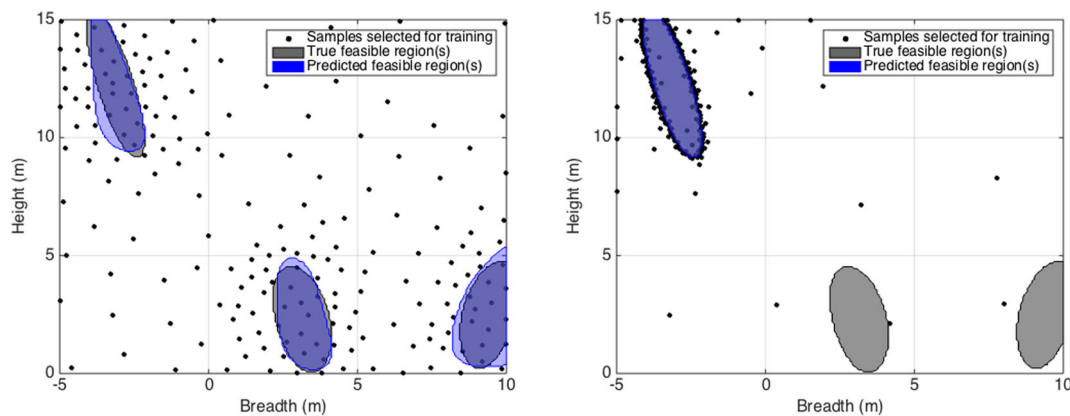 15
10
5
0
-5 0 5 10
Height (m)
Breadth (m)
Samples selected for training
True feasible region(s)
Predicted feasible region(s)
15
10
5
0
-5 0 5 10
Height (m)
Breadth (m)
Samples selected for training
True feasible region(s)
Predicted feasible region(s)